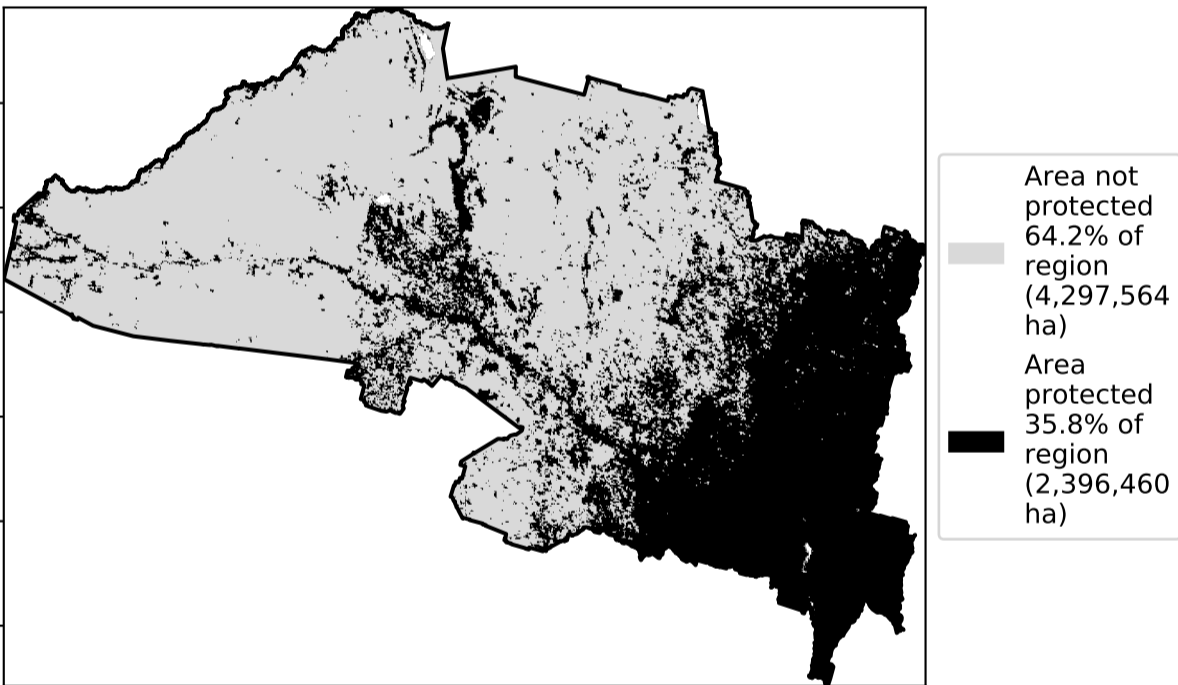 Area not
protected
64.2% of
region
(4,297,564
ha)
Area
protected
35.8% of
region
(2,396,460
ha)